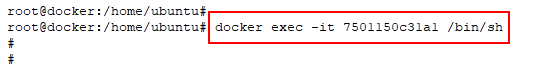 root@docker:/home/ubuntu#
root@docker:/home/ubuntu# docker exec -it 7501150c31a1 /bin/sh
#
#